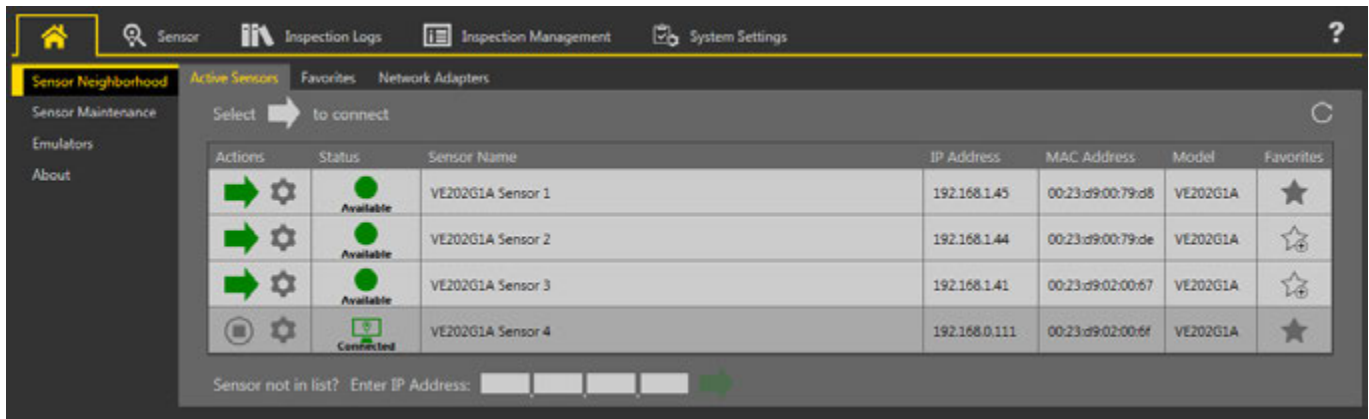 Sensor Inspection Logs Inspection Management System Settings ?
Sensor Neighborhood
Sensor Maintenance
Emulators
About
Active Sensors Favorites Network Adapters
Select to connect
Actions Status Sensor Name IP Address MAC Address Model Favorites
Available VE202G1A Sensor 1 192.168.1.45 00:23:d9:00:79:d8 VE202G1A
Available VE202G1A Sensor 2 192.168.1.44 00:23:d9:00:79:de VE202G1A
Available VE202G1A Sensor 3 192.168.1.41 00:23:d9:02:00:67 VE202G1A
Connected VE202G1A Sensor 4 192.168.0.111 00:23:d9:02:00:6f VE202G1A
Sensor not in list? Enter IP Address: . . .